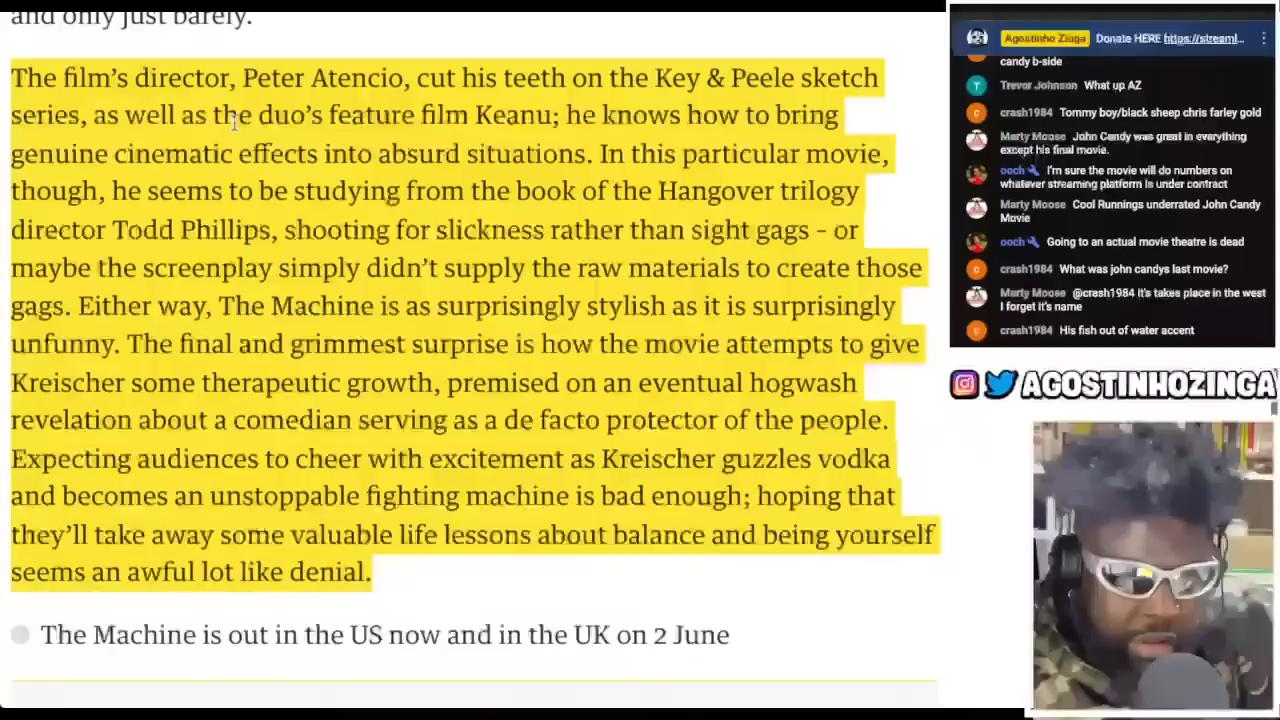 and only just barely.
The film’s director, Peter Atencio, cut his teeth on the Key & Peele sketch
series, as well as the duo’s feature film Keanu; he knows how to bring
genuine cinematic effects into absurd situations. In this particular movie,
though, he seems to be studying from the book of the Hangover trilogy
director Todd Phillips, shooting for slickness rather than sight gags – or
maybe the screenplay simply didn’t supply the raw materials to create those
gags. Either way, The Machine is as surprisingly stylish as it is surprisingly
unfunny. The final and grimmest surprise is how the movie attempts to give
Kreischer some therapeutic growth, premised on an eventual hogwash
revelation about a comedian serving as a de facto protector of the people.
Expecting audiences to cheer with excitement as Kreischer guzzles vodka
and becomes an unstoppable fighting machine is bad enough; hoping that
they’ll take away some valuable life lessons about balance and being yourself
seems an awful lot like denial.
The Machine is out in the US now and in the UK on 2 June
Agostinho Zinga Donate HERE https://streaml...
candy b-side
T Trevor Johnson What up AZ
c crash1984 Tommy boy/black sheep chris farley gold
Marty Moose John Candy was great in everything
except his final movie.
ooch I'm sure the movie will do numbers on
whatever streaming platform is under contract
Marty Moose Cool Runnings underrated John Candy
Movie
ooch Going to an actual movie theatre is dead
c crash1984 What was john candys last movie?
Marty Moose @crash1984 It's takes place in the west
I forget it's name
c crash1984 His fish out of water accent
AGOSTINHOZINGA